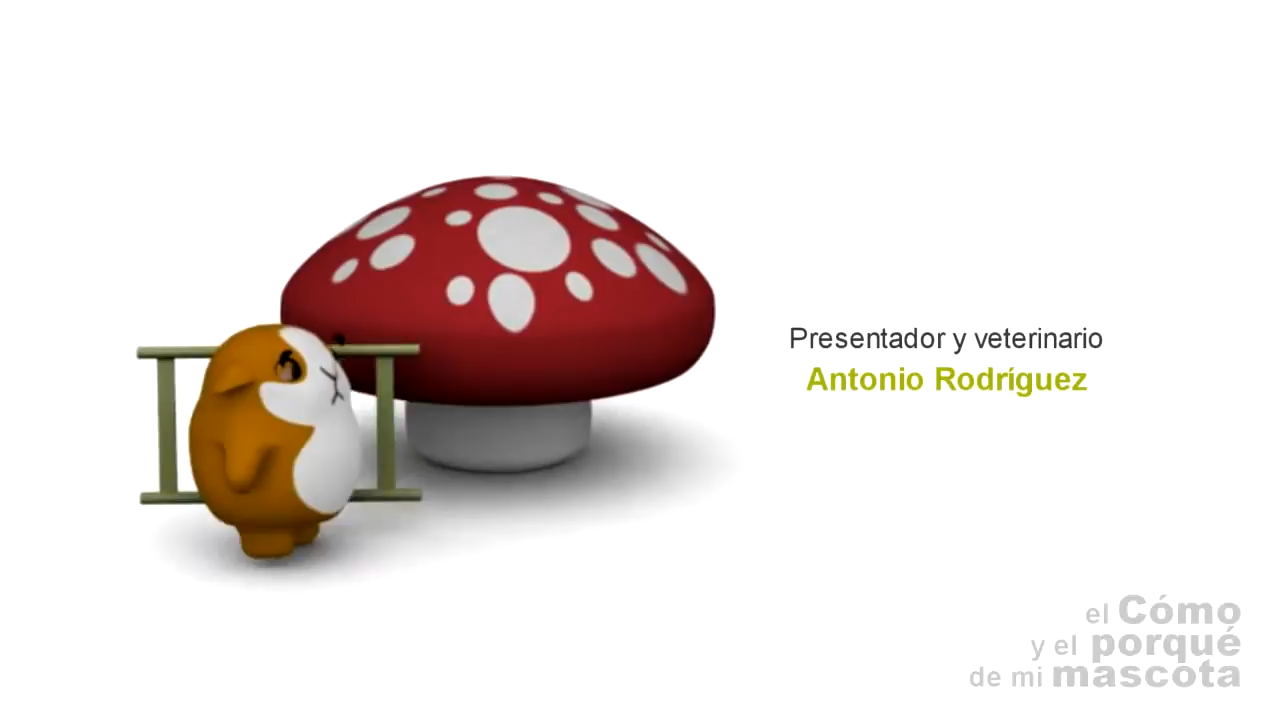 Presentador y veterinario
Antonio Rodríguez
el Cómo
y el porqué
de mi mascota